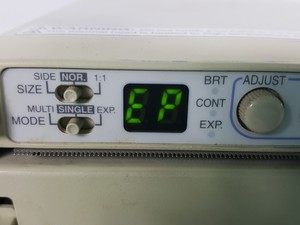 SIDE NOR. 1:1
SIZE
MULTI SINGLE EXP.
MODE
EP
BRT
CONT
EXP.
ADJUST